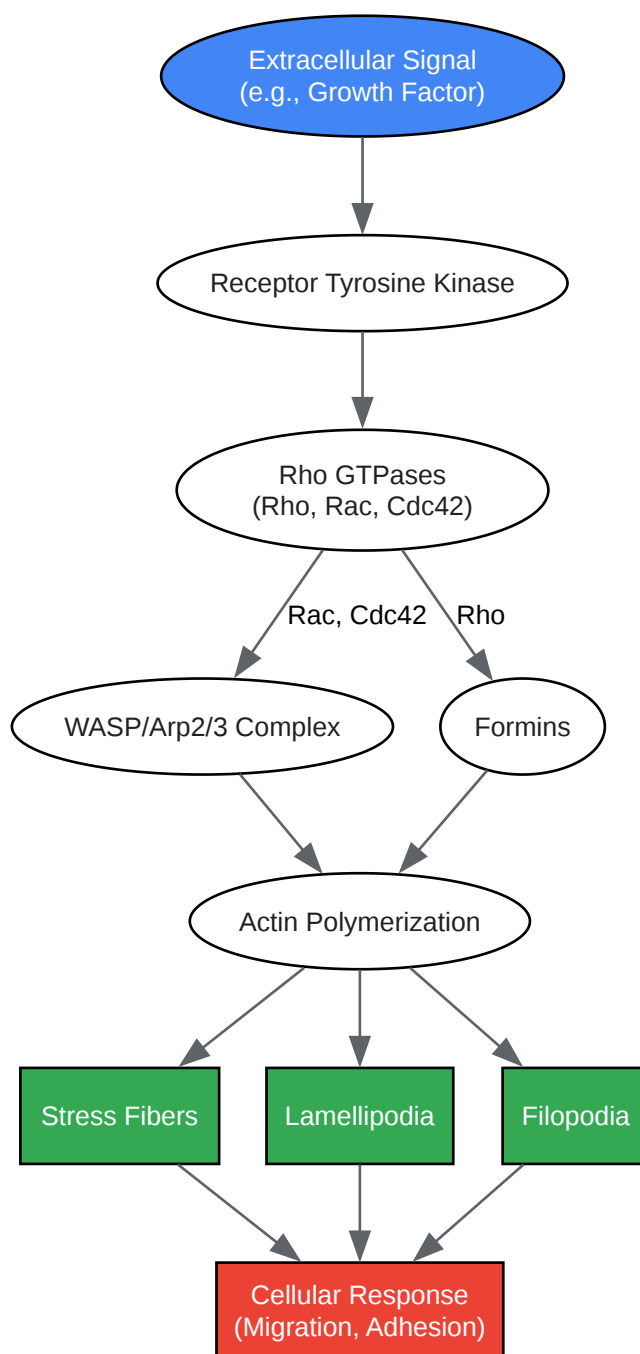 Extracellular Signal
(e.g., Growth Factor)
Receptor Tyrosine Kinase
Rho GTPases
(Rho, Rac, Cdc42)
Rac, Cdc42
Rho
WASP/Arp2/3 Complex
Formins
Actin Polymerization
Stress Fibers
Lamellipodia
Filopodia
Cellular Response
(Migration, Adhesion)